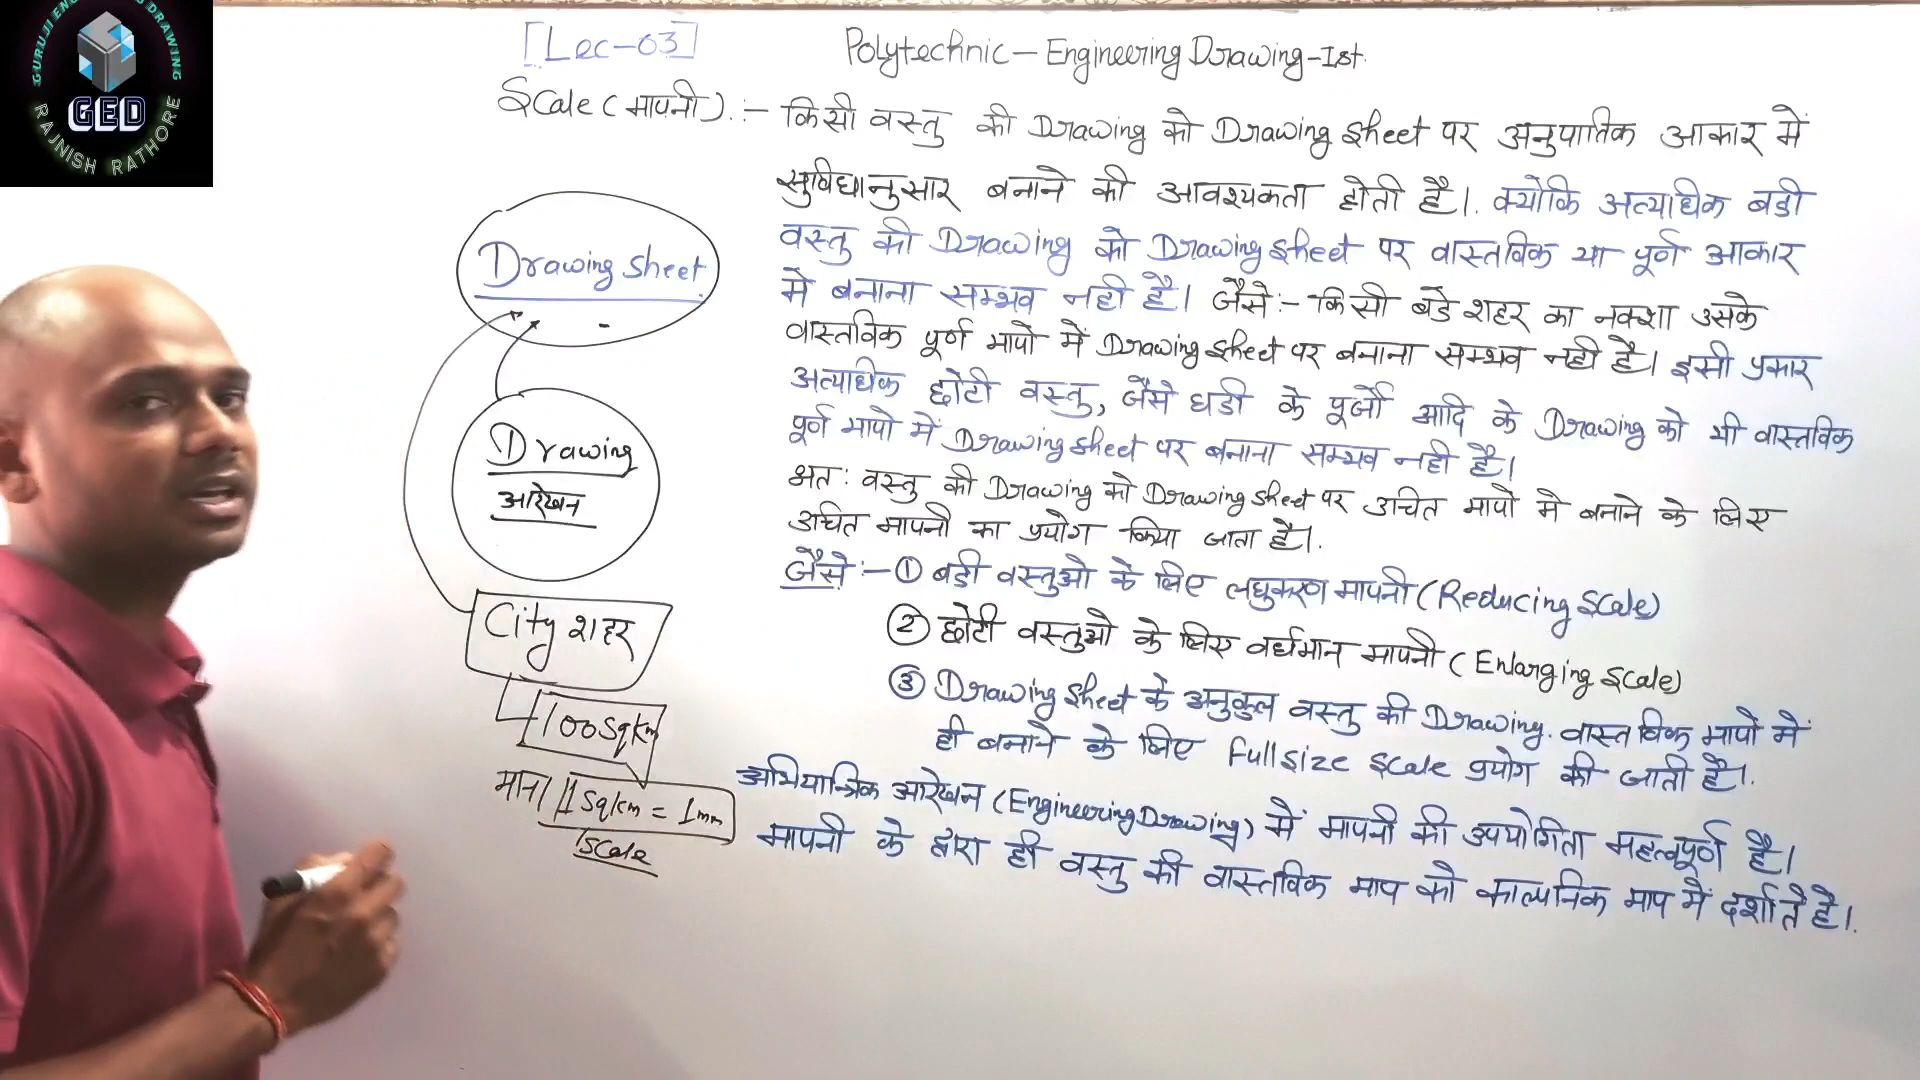 GURUJI ENGINEERING DRAWING
GED
RAJNISH RATHORE
[Lec-03]
Polytechnic - Engineering Drawing - Ist.
Scale (मापनी) :- किसी वस्तु की Drawing को Drawing sheet पर अनुपातिक आकार में
सुविधानुसार बनाने की आवश्यकता होती है। क्योंकि अत्याधिक बडी
वस्तु की Drawing को Drawing sheet पर वास्तविक या पूर्ण आकार
मे बनाना सम्भव नही है। जैसे:- किसी बडे शहर का नक्शा उसके
वास्तविक पूर्ण मापो में Drawing sheet पर बनाना सम्भव नही है। इसी प्रकार
अत्याधिक छोटी वस्तु, जैसे घडी के पूर्जो आदि के Drawing को भी वास्तविक
पूर्ण मापो में Drawing sheet पर बनाना सम्भव नही है।
अत: वस्तु की Drawing को Drawing sheet पर उचित मापो मे बनाने के लिए
उचित मापनी का प्रयोग किया जाता है।.
जैसे:- ① बडी वस्तुओ के लिए लघुकरण मापनी (Reducing Scale)
② छोटी वस्तुओ के लिए वर्धमान मापनी (Enlarging Scale)
③ Drawing sheet के अनुकुल वस्तु की Drawing. वास्तविक मापो में
ही बनाने के लिए Full size Scale प्रयोग की जाती है।.
अभियान्त्रिक आरेखन (Engineering Drawing) में मापनी की उपयोगिता महत्वपूर्ण है।
मापनी के द्वारा ही वस्तु की वास्तविक माप को काल्पनिक माप में दर्शाते है।.
Drawing sheet
Drawing
आरेखन
City शहर
100 Sqkm
माना 1 Sqkm = 1mm
Scale